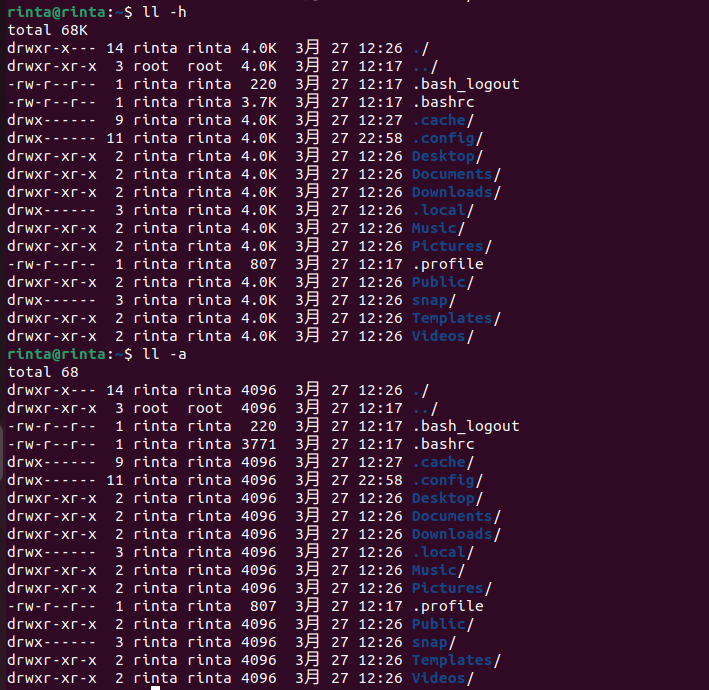 rinta@rinta:~$ ll -h
total 68K
drwxr-x--- 14 rinta rinta 4.0K  3月 27 12:26 ./
drwxr-xr-x  3 root  root  4.0K  3月 27 12:17 ../
-rw-r--r--  1 rinta rinta  220  3月 27 12:17 .bash_logout
-rw-r--r--  1 rinta rinta 3.7K  3月 27 12:17 .bashrc
drwx------  9 rinta rinta 4.0K  3月 27 12:27 .cache/
drwx------ 11 rinta rinta 4.0K  3月 27 22:58 .config/
drwxr-xr-x  2 rinta rinta 4.0K  3月 27 12:26 Desktop/
drwxr-xr-x  2 rinta rinta 4.0K  3月 27 12:26 Documents/
drwxr-xr-x  2 rinta rinta 4.0K  3月 27 12:26 Downloads/
drwx------  3 rinta rinta 4.0K  3月 27 12:26 .local/
drwxr-xr-x  2 rinta rinta 4.0K  3月 27 12:26 Music/
drwxr-xr-x  2 rinta rinta 4.0K  3月 27 12:26 Pictures/
-rw-r--r--  1 rinta rinta  807  3月 27 12:17 .profile
drwxr-xr-x  2 rinta rinta 4.0K  3月 27 12:26 Public/
drwx------  3 rinta rinta 4.0K  3月 27 12:26 snap/
drwxr-xr-x  2 rinta rinta 4.0K  3月 27 12:26 Templates/
drwxr-xr-x  2 rinta rinta 4.0K  3月 27 12:26 Videos/
rinta@rinta:~$ ll -a
total 68
drwxr-x--- 14 rinta rinta 4096  3月 27 12:26 ./
drwxr-xr-x  3 root  root  4096  3月 27 12:17 ../
-rw-r--r--  1 rinta rinta  220  3月 27 12:17 .bash_logout
-rw-r--r--  1 rinta rinta 3771  3月 27 12:17 .bashrc
drwx------  9 rinta rinta 4096  3月 27 12:27 .cache/
drwx------ 11 rinta rinta 4096  3月 27 22:58 .config/
drwxr-xr-x  2 rinta rinta 4096  3月 27 12:26 Desktop/
drwxr-xr-x  2 rinta rinta 4096  3月 27 12:26 Documents/
drwxr-xr-x  2 rinta rinta 4096  3月 27 12:26 Downloads/
drwx------  3 rinta rinta 4096  3月 27 12:26 .local/
drwxr-xr-x  2 rinta rinta 4096  3月 27 12:26 Music/
drwxr-xr-x  2 rinta rinta 4096  3月 27 12:26 Pictures/
-rw-r--r--  1 rinta rinta  807  3月 27 12:17 .profile
drwxr-xr-x  2 rinta rinta 4096  3月 27 12:26 Public/
drwx------  3 rinta rinta 4096  3月 27 12:26 snap/
drwxr-xr-x  2 rinta rinta 4096  3月 27 12:26 Templates/
drwxr-xr-x  2 rinta rinta 4096  3月 27 12:26 Videos/